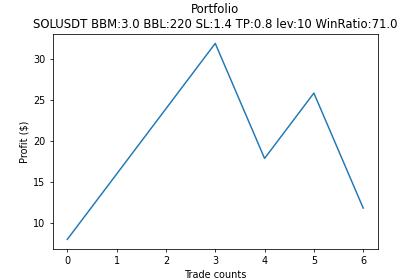 Portfolio
SOLUSDT BBM:3.0 BBL:220 SL:1.4 TP:0.8 lev:10 WinRatio:71.0
30
25
20
15
10
Profit ($)
0 1 2 3 4 5 6
Trade counts